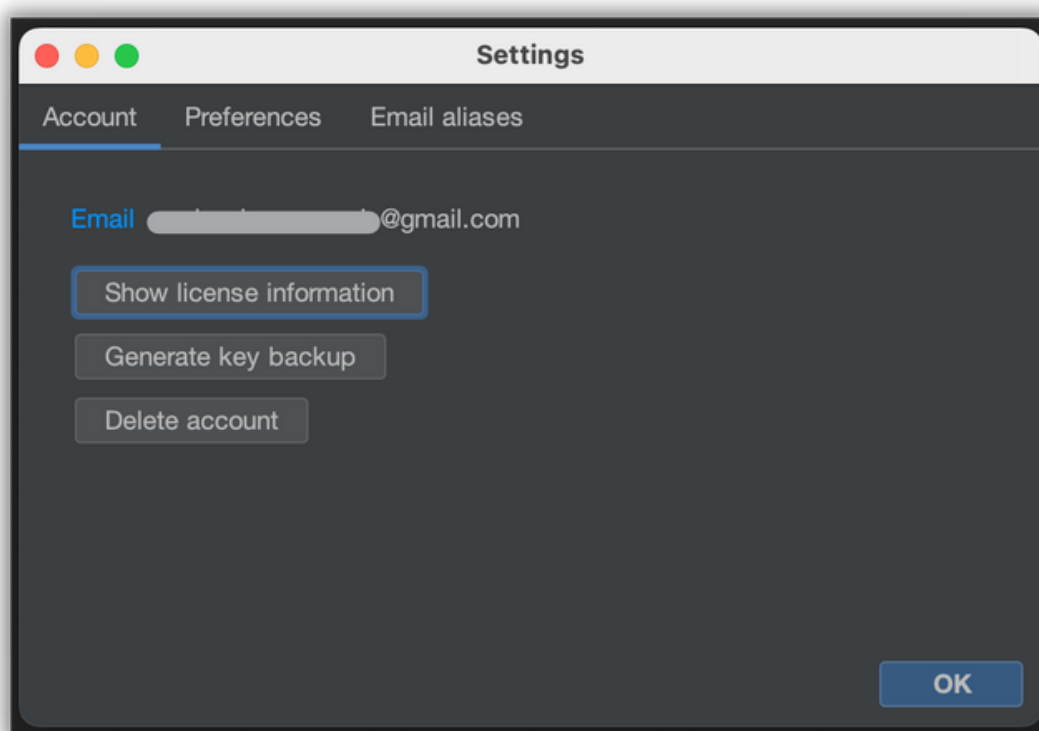 Settings
Account Preferences Email aliases
Email @gmail.com
Show license information
Generate key backup
Delete account
OK